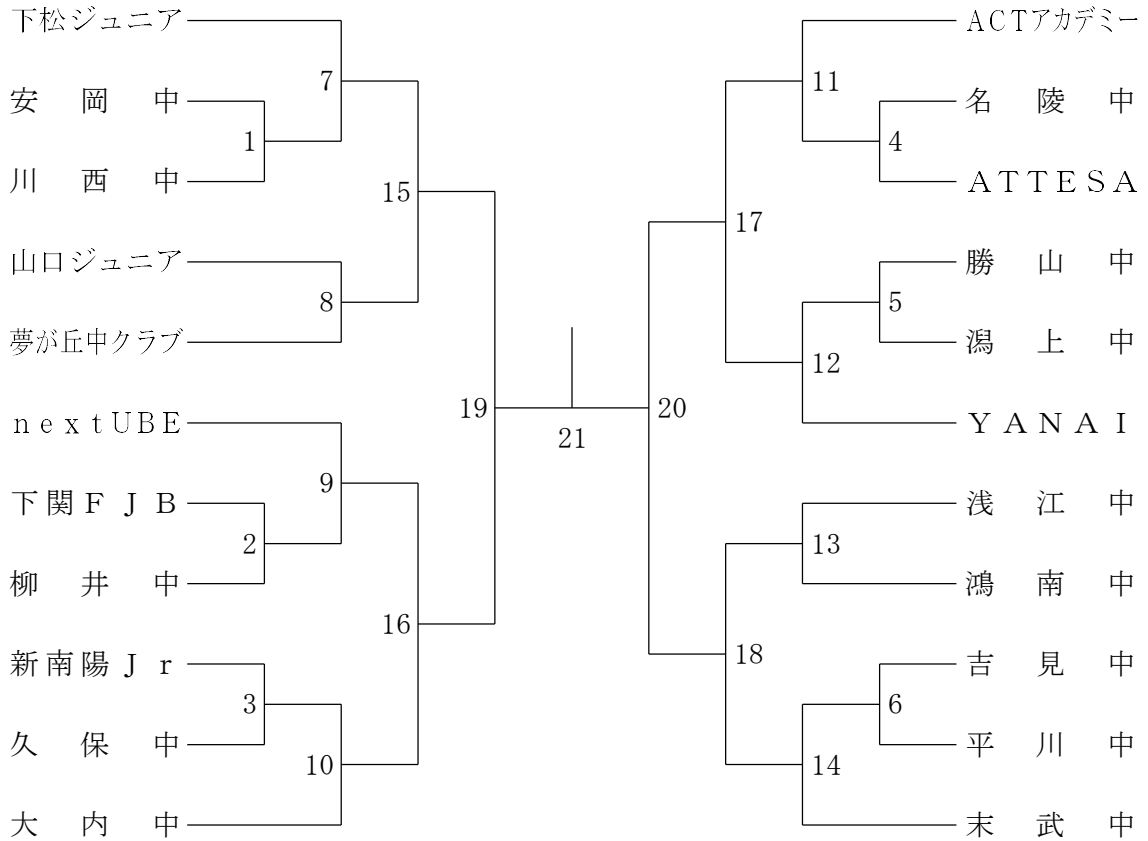 下松ジュニア
安岡中
川西中
山口ジュニア
夢が丘中クラブ
nextUBE
下関FJB
柳井中
新南陽Jr
久保中
大内中
1
2
3
7
8
9
10
15
16
19
21
20
17
18
11
12
13
14
4
5
6
ACTアカデミー
名陵中
ATTESA
勝山中
潟上中
YANAI
浅江中
鴻南中
吉見中
平川中
末武中